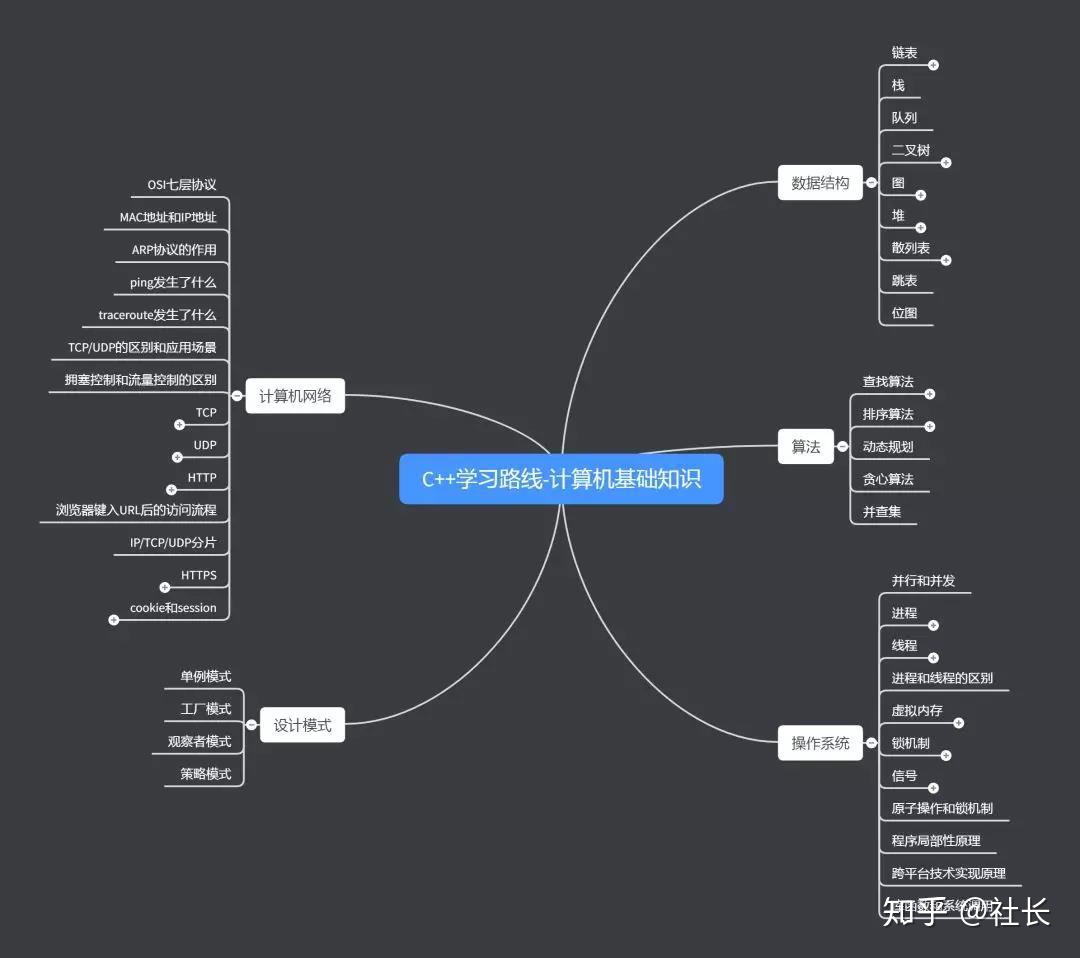 C++学习路线-计算机基础知识
数据结构
链表
栈
队列
二叉树
图
堆
散列表
跳表
位图
算法
查找算法
排序算法
动态规划
贪心算法
并查集
操作系统
并行和并发
进程
线程
进程和线程的区别
虚拟内存
锁机制
信号
原子操作和锁机制
程序局部性原理
跨平台技术实现原理
计算机网络
OSI七层协议
MAC地址和IP地址
ARP协议的作用
ping发生了什么
traceroute发生了什么
TCP/UDP的区别和应用场景
拥塞控制和流量控制的区别
TCP
UDP
HTTP
浏览器键入URL后的访问流程
IP/TCP/UDP分片
HTTPS
cookie和session
设计模式
单例模式
工厂模式
观察者模式
策略模式
知乎 @社长